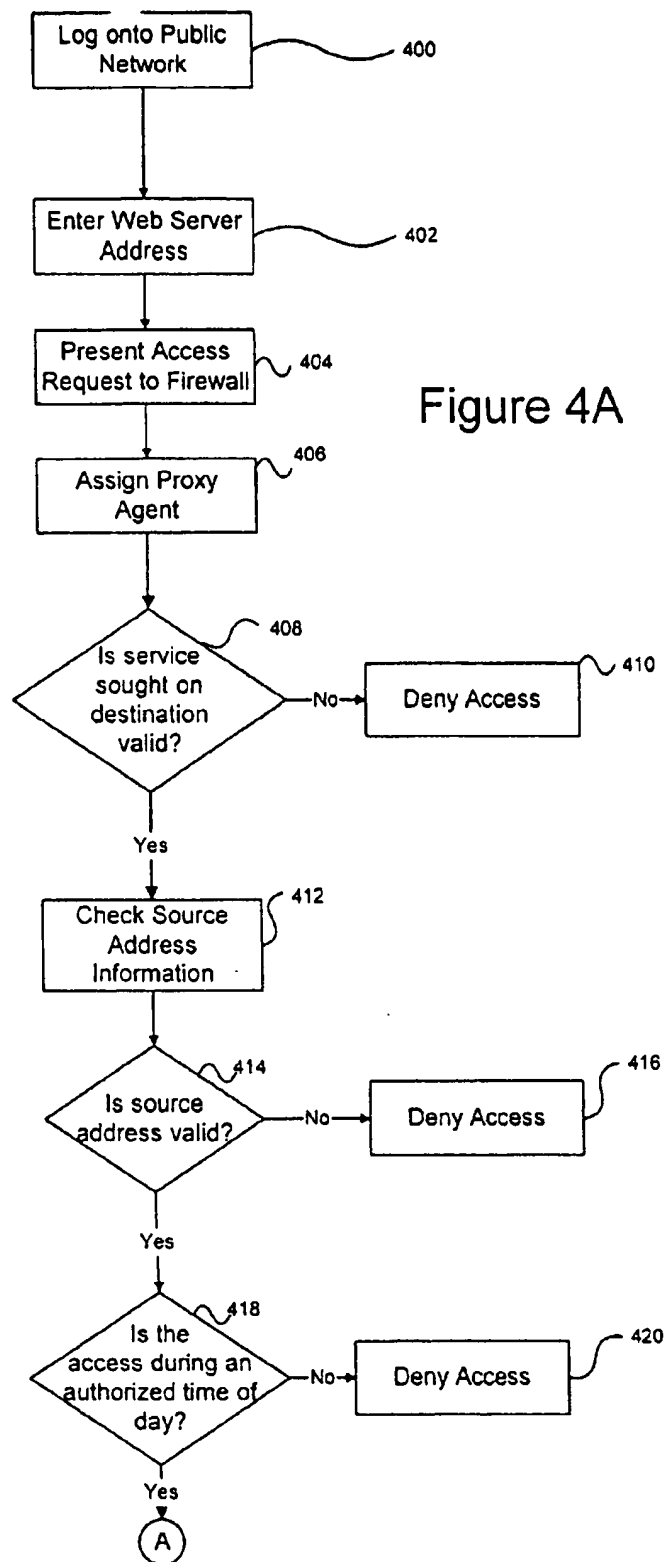 Log onto Public
Network
400
Enter Web Server
Address
402
Present Access
Request to Firewall
404
Figure 4A
406
Assign Proxy
Agent
408
Is service
sought on
destination
valid?
No
410
Deny Access
Yes
412
Check Source
Address
Information
414
Is source
address valid?
No
416
Deny Access
Yes
418
Is the
access during an
authorized time of
day?
No
420
Deny Access
Yes
A